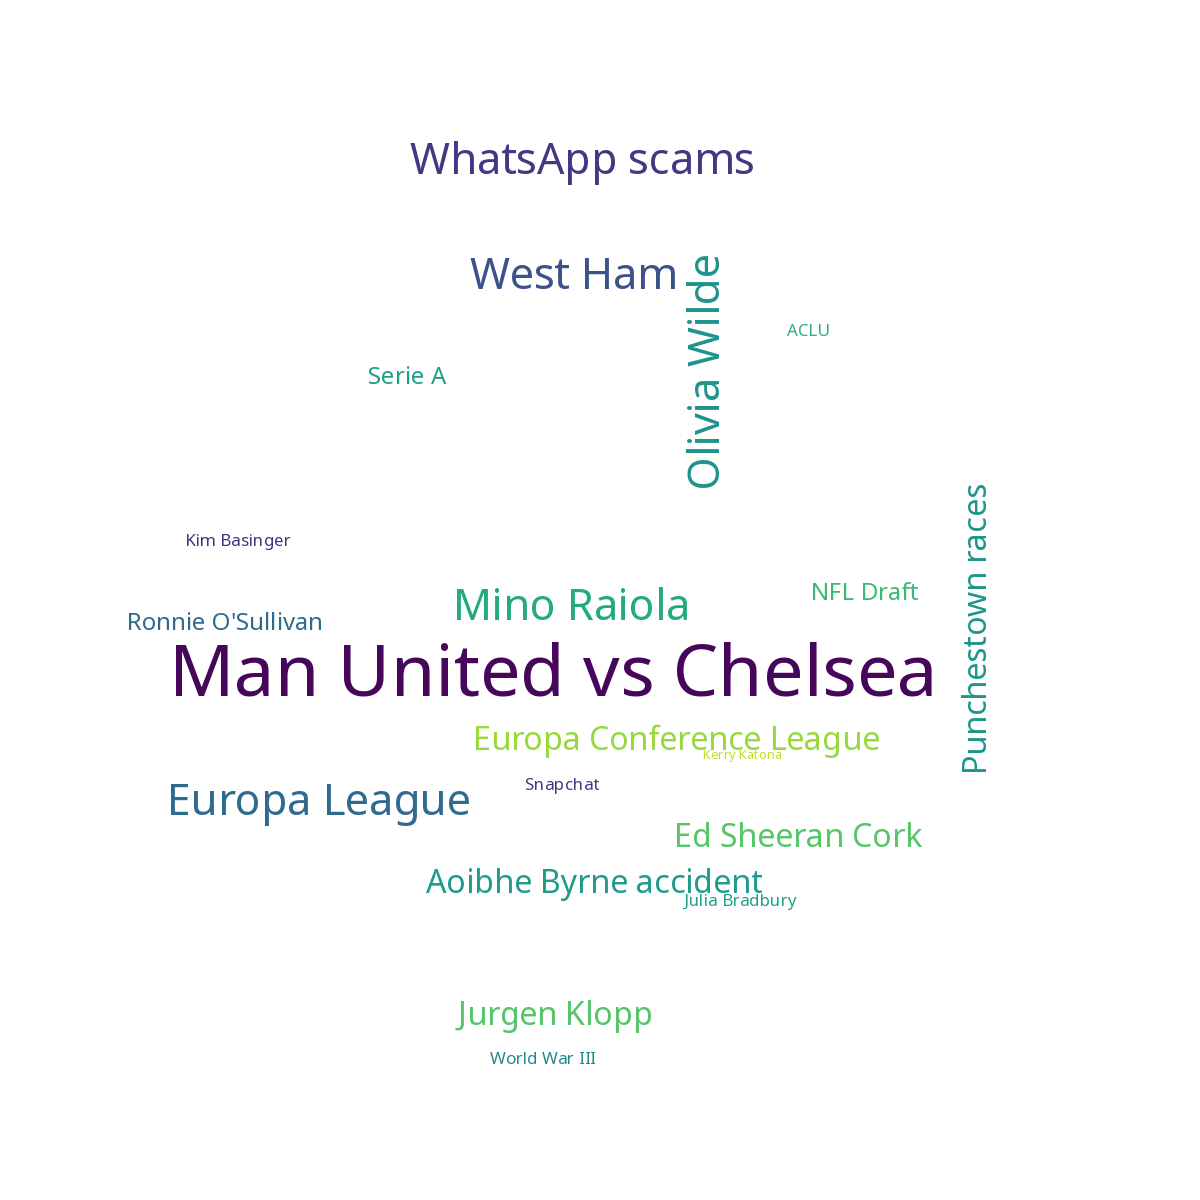 WhatsApp scams
West Ham
Olivia Wilde
ACLU
Serie A
Punchestown races
Kim Basinger
Mino Raiola
NFL Draft
Ronnie O'Sullivan
Man United vs Chelsea
Europa Conference League
Kerry Katona
Snapchat
Europa League
Ed Sheeran Cork
Aoibhe Byrne accident
Julia Bradbury
Jurgen Klopp
World War III